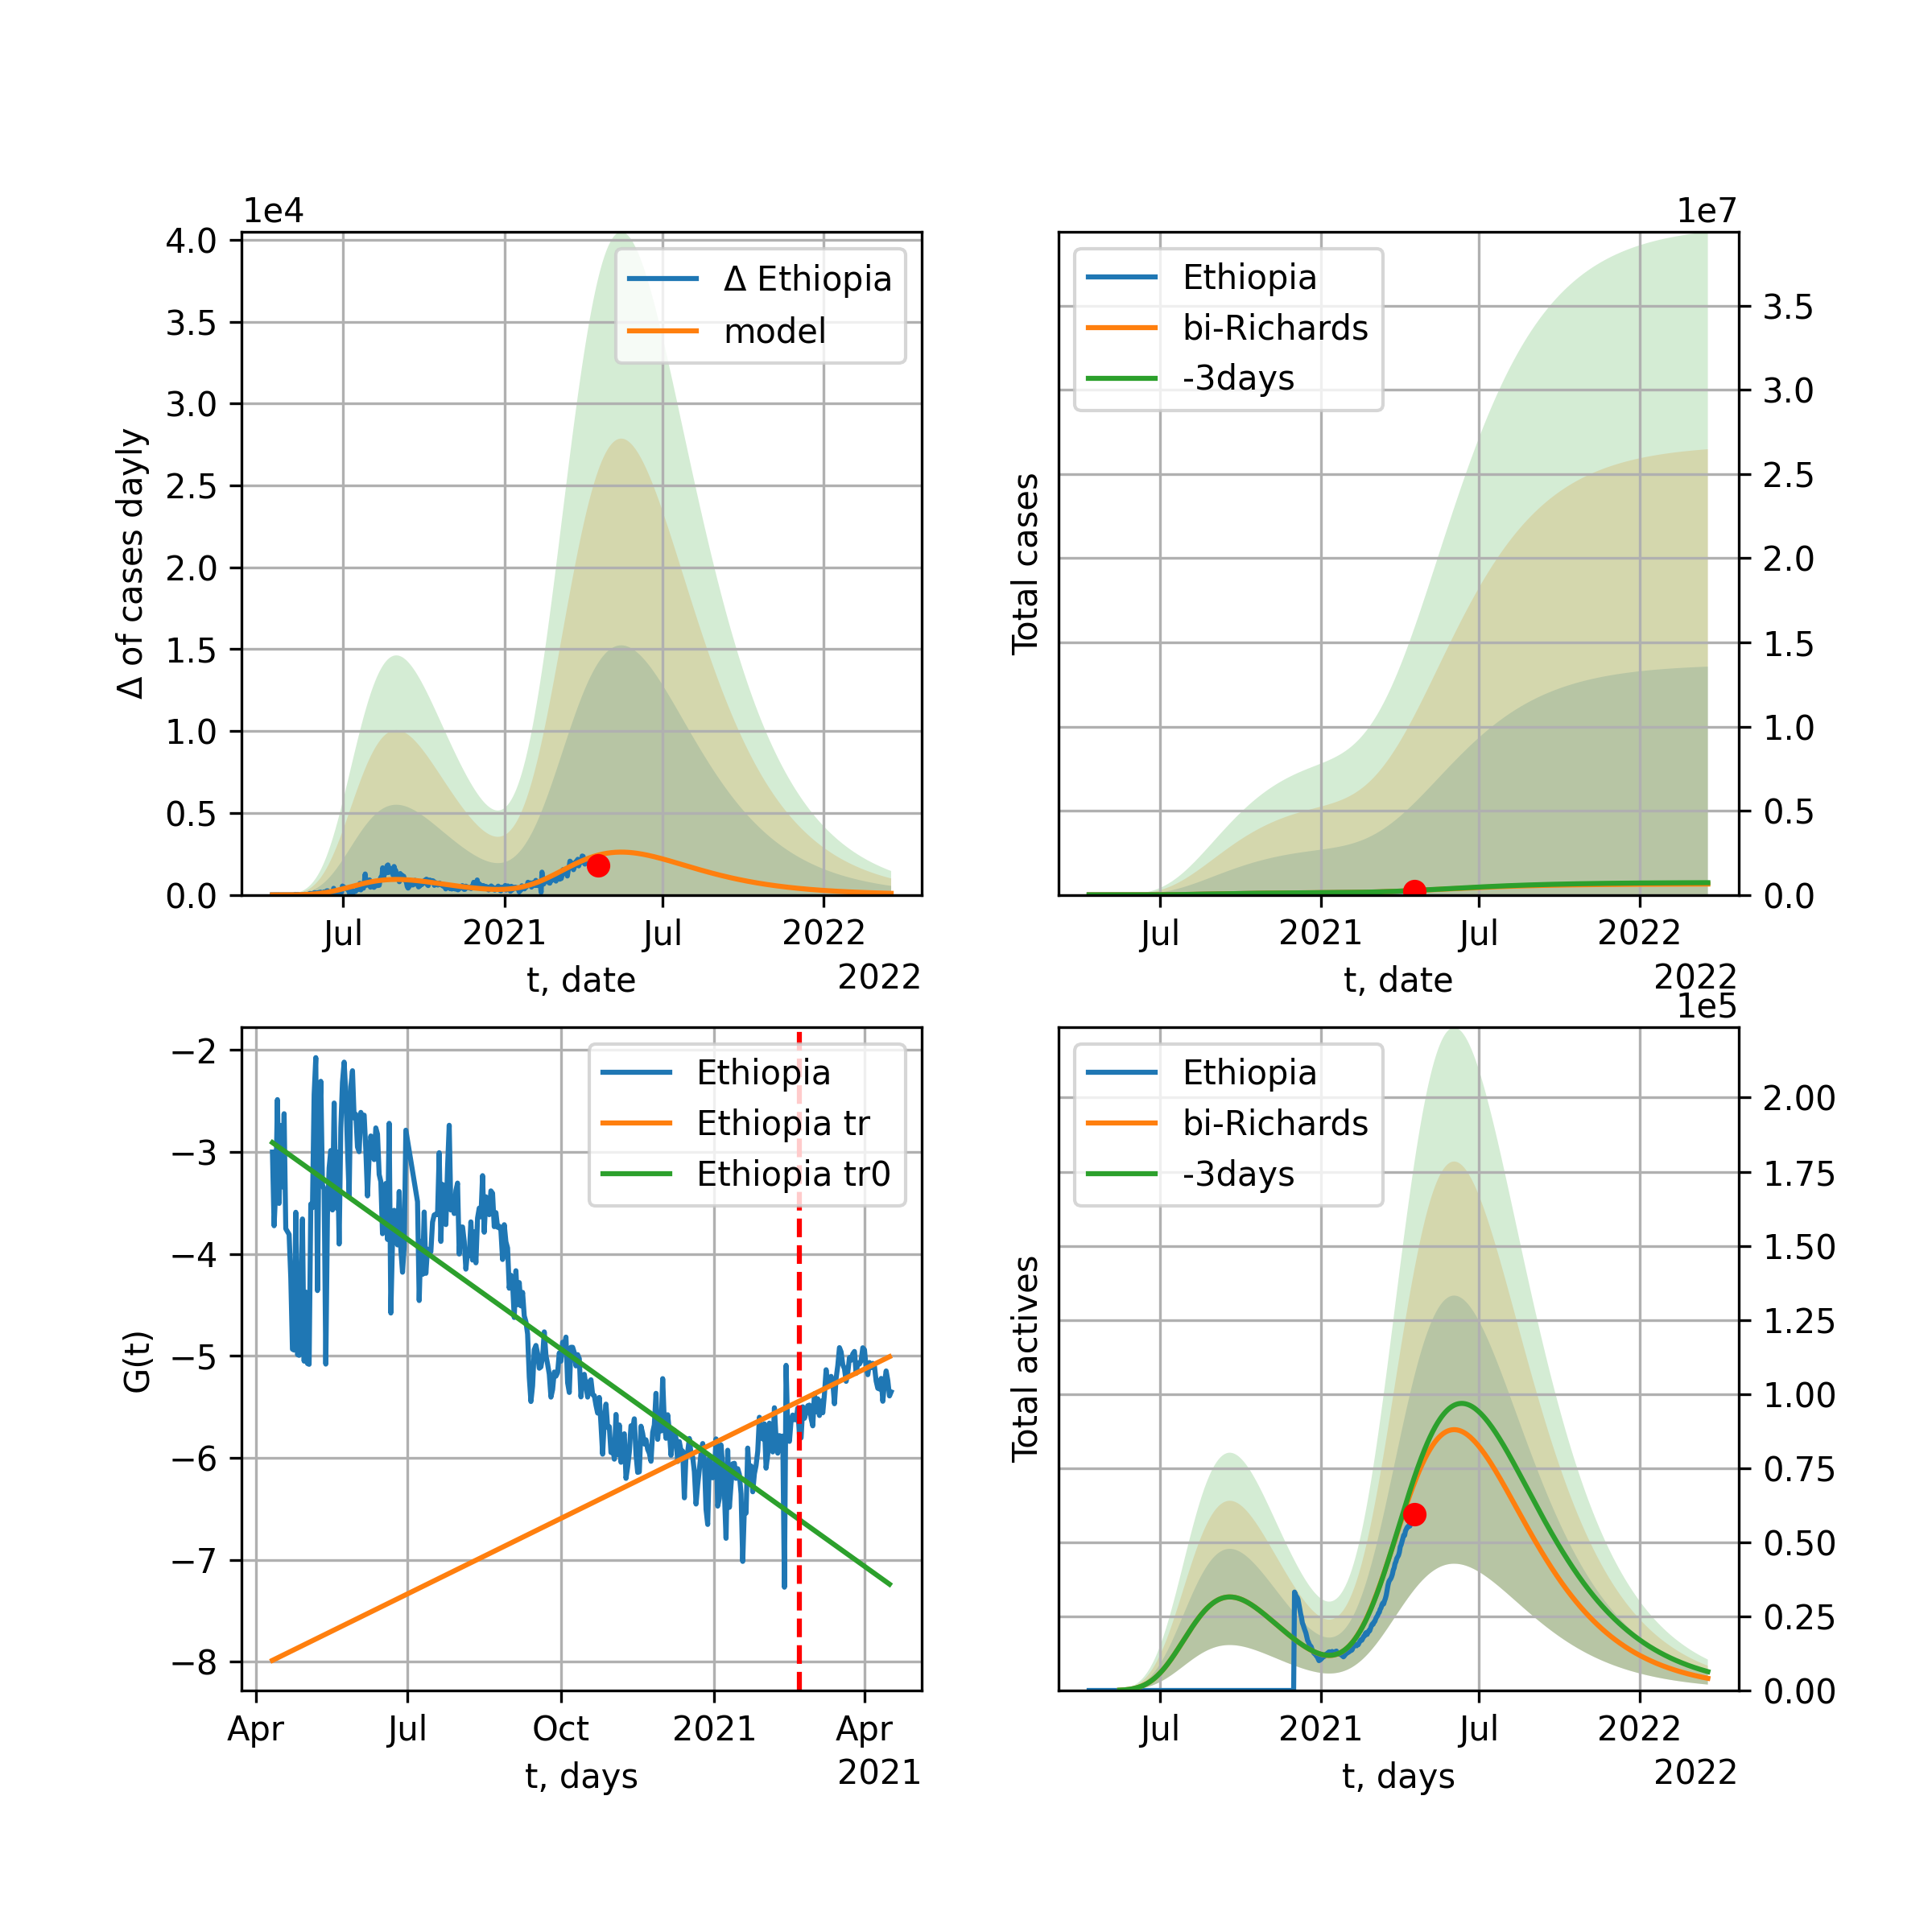 1e4
4.0
3.5
3.0
2.5
2.0
1.5
1.0
0.5
0.0
Δ of cases dayly
Δ Ethiopia
model
Jul
2021
Jul
2022
t, date
2022
1e7
Total cases
Ethiopia
bi-Richards
-3days
3.5
3.0
2.5
2.0
1.5
1.0
0.5
0.0
Jul
2021
Jul
2022
t, date
2022
−2
−3
−4
−5
−6
−7
−8
G(t)
Ethiopia
Ethiopia tr
Ethiopia tr0
Apr
Jul
Oct
2021
Apr
t, days
2021
1e5
Total actives
Ethiopia
bi-Richards
-3days
2.00
1.75
1.50
1.25
1.00
0.75
0.50
0.25
0.00
Jul
2021
Jul
2022
t, days
2022